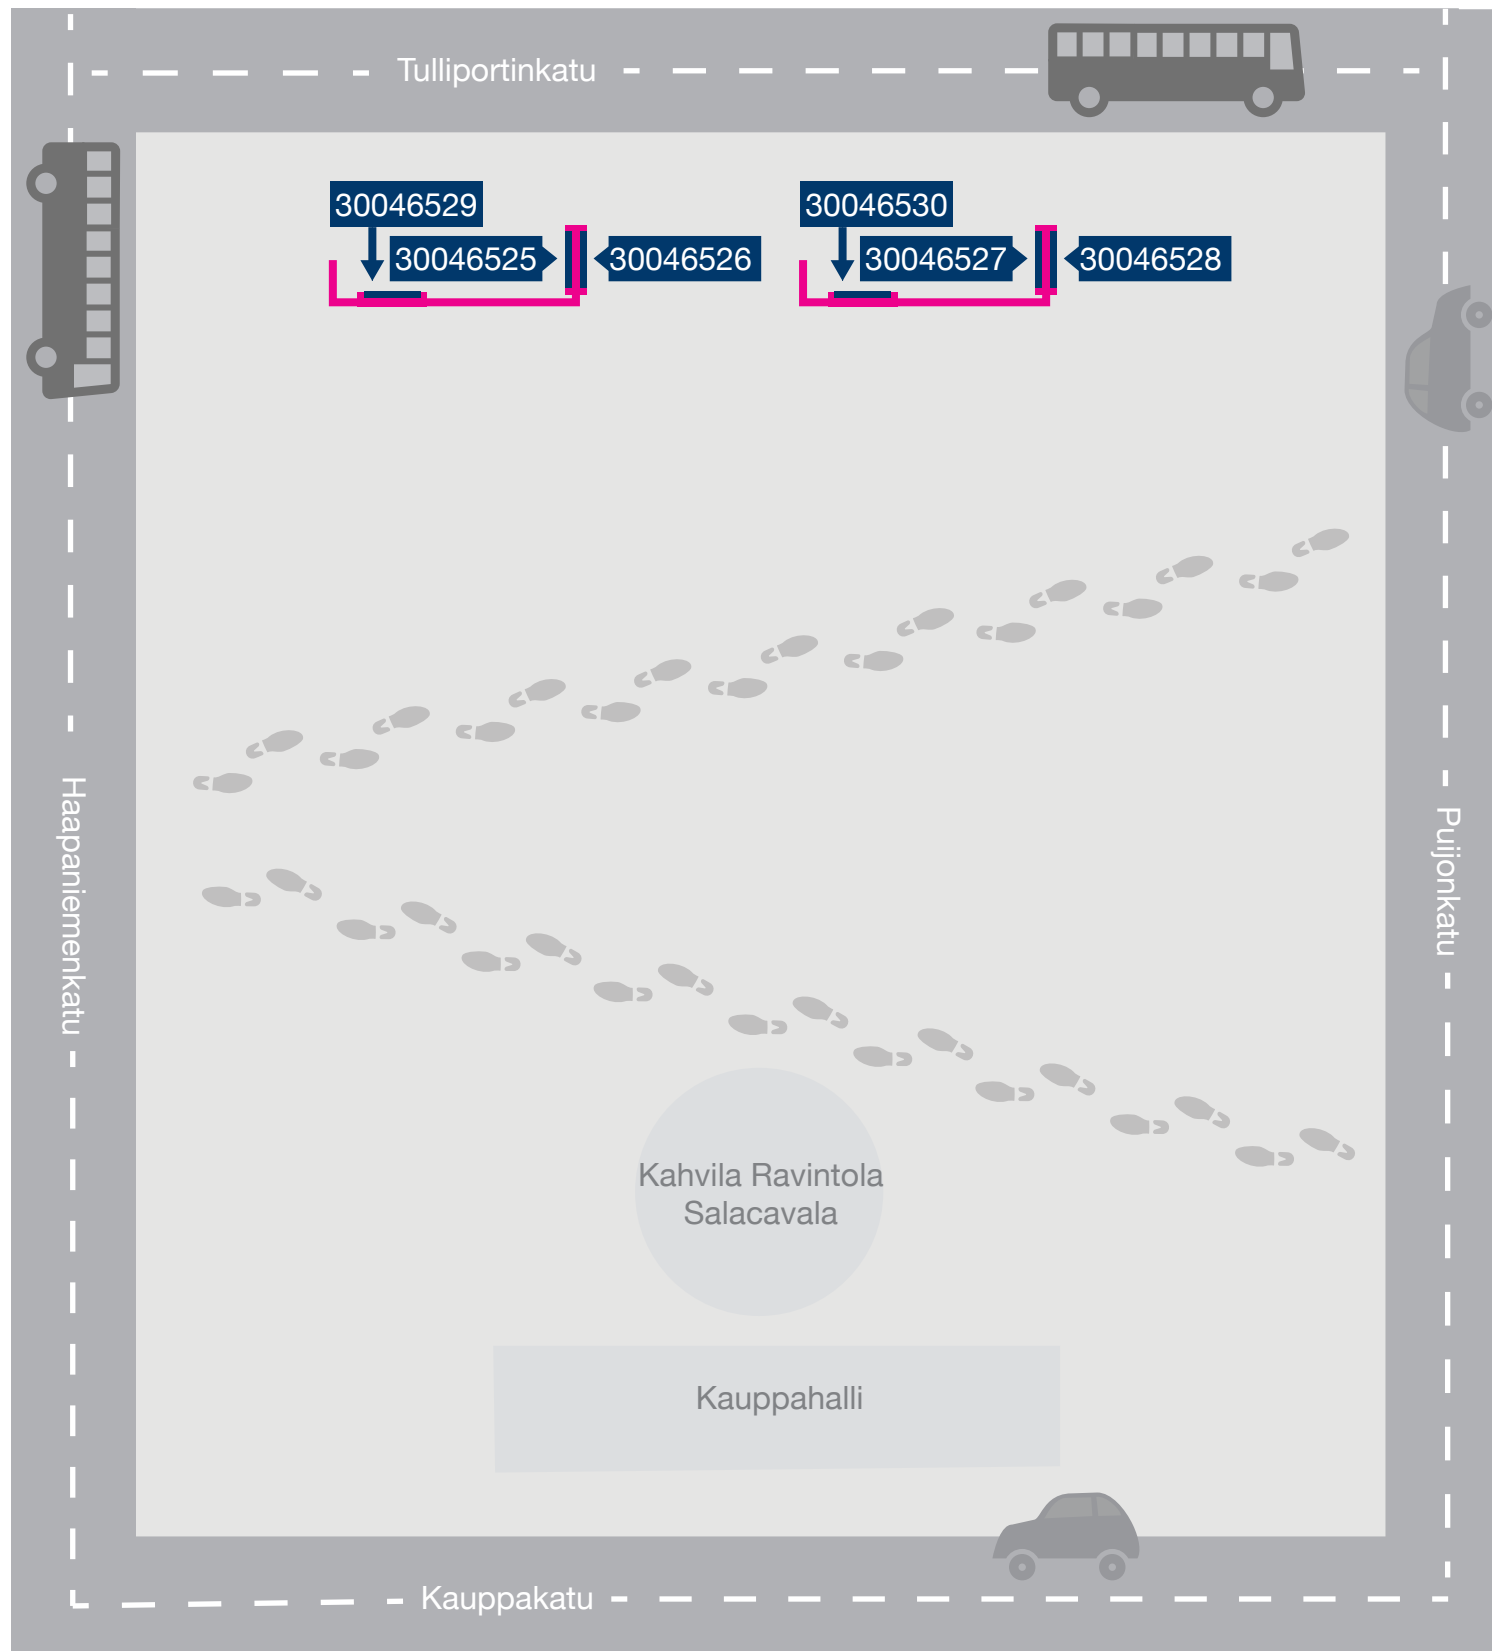 Tulliportinkatu
30046529
30046530
30046525
30046526
30046527
30046528
Haapaniemenkatu
Puijonkatu
Kahvila Ravintola
Salacavala
Kauppahalli
Kauppakatu